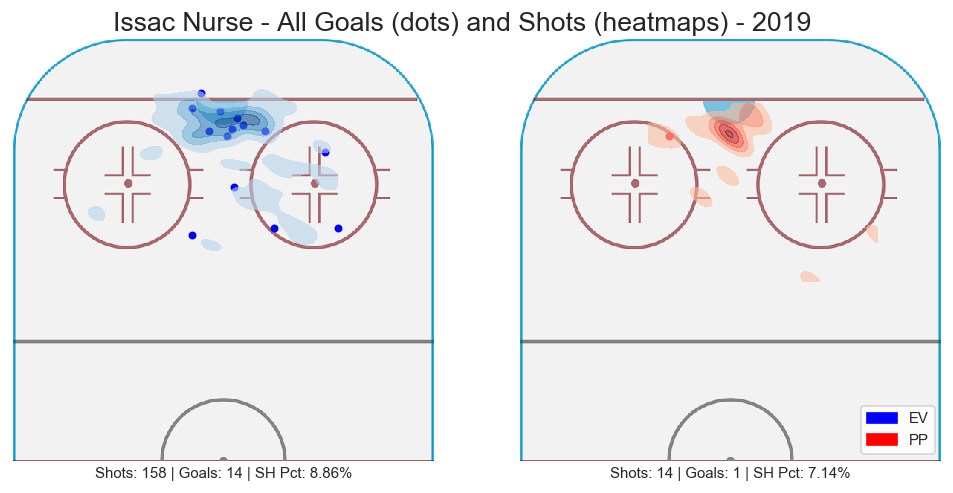 Issac Nurse - All Goals (dots) and Shots (heatmaps) - 2019
EV
PP
Shots: 158 | Goals: 14 | SH Pct: 8.86%
Shots: 14 | Goals: 1 | SH Pct: 7.14%